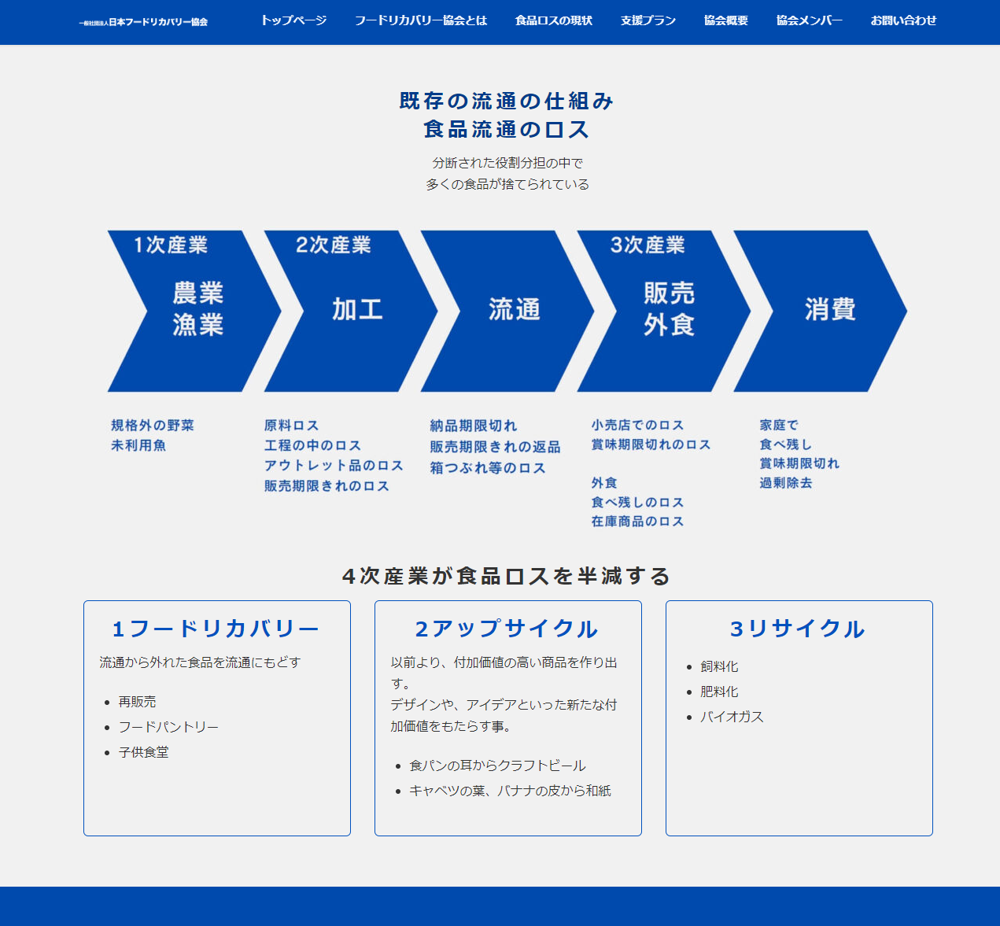 一般社団法人日本フードリカバリー協会
トップページ
フードリカバリー協会とは
食品ロスの現状
支援プラン
協会概要
協会メンバー
お問い合わせ
既存の流通の仕組み
食品流通のロス
分断された役割分担の中で
多くの食品が捨てられている
1次産業
農業
漁業
2次産業
加工
流通
3次産業
販売
外食
消費
規格外の野菜
未利用魚
原料ロス
工程の中のロス
アウトレット品のロス
販売期限きれのロス
納品期限切れ
販売期限きれの返品
箱つぶれ等のロス
小売店でのロス
賞味期限切れのロス
外食
食べ残しのロス
在庫商品のロス
家庭で
食べ残し
賞味期限切れ
過剰除去
4次産業が食品ロスを半減する
1フードリカバリー
流通から外れた食品を流通にもどす
再販売
フードパントリー
子供食堂
2アップサイクル
以前より、付加価値の高い商品を作り出
す。
デザインや、アイデアといった新たな付
加価値をもたらす事。
食パンの耳からクラフトビール
キャベツの葉、バナナの皮から和紙
3リサイクル
飼料化
肥料化
バイオガス